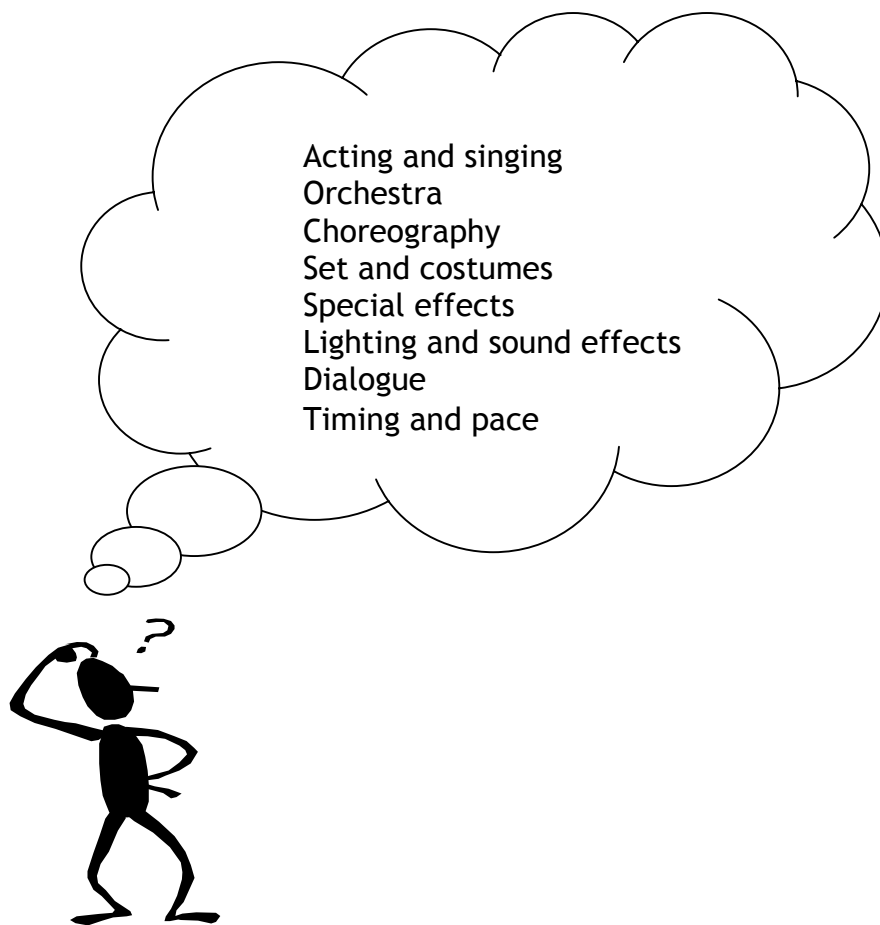 Acting and singing
Orchestra
Choreography
Set and costumes
Special effects
Lighting and sound effects
Dialogue
Timing and pace
?